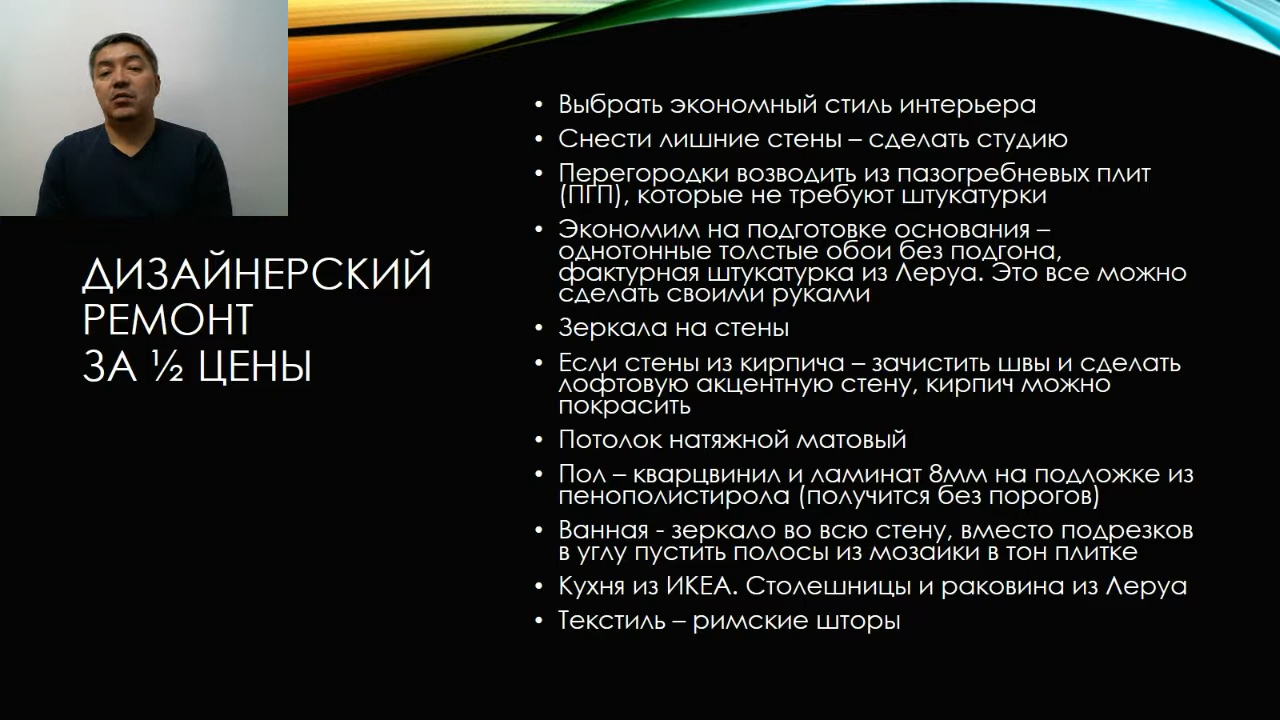 ДИЗАЙНЕРСКИЙ
РЕМОНТ
ЗА ½ ЦЕНЫ
• Выбрать экономный стиль интерьера
• Снести лишние стены – сделать студию
• Перегородки возводить из пазогребневых плит
(ПГП), которые не требуют штукатурки
• Экономим на подготовке основания –
однотонные толстые обои без подгона,
фактурная штукатурка из Леруа. Это все можно
сделать своими руками
• Зеркала на стены
• Если стены из кирпича – зачистить швы и сделать
лофтовую акцентную стену, кирпич можно
покрасить
• Потолок натяжной матовый
• Пол – кварцвинил и ламинат 8мм на подложке из
пенополистирола (получится без порогов)
• Ванная - зеркало во всю стену, вместо подрезков
в углу пустить полосы из мозаики в тон плитке
• Кухня из ИКЕА. Столешницы и раковина из Леруа
• Текстиль – римские шторы